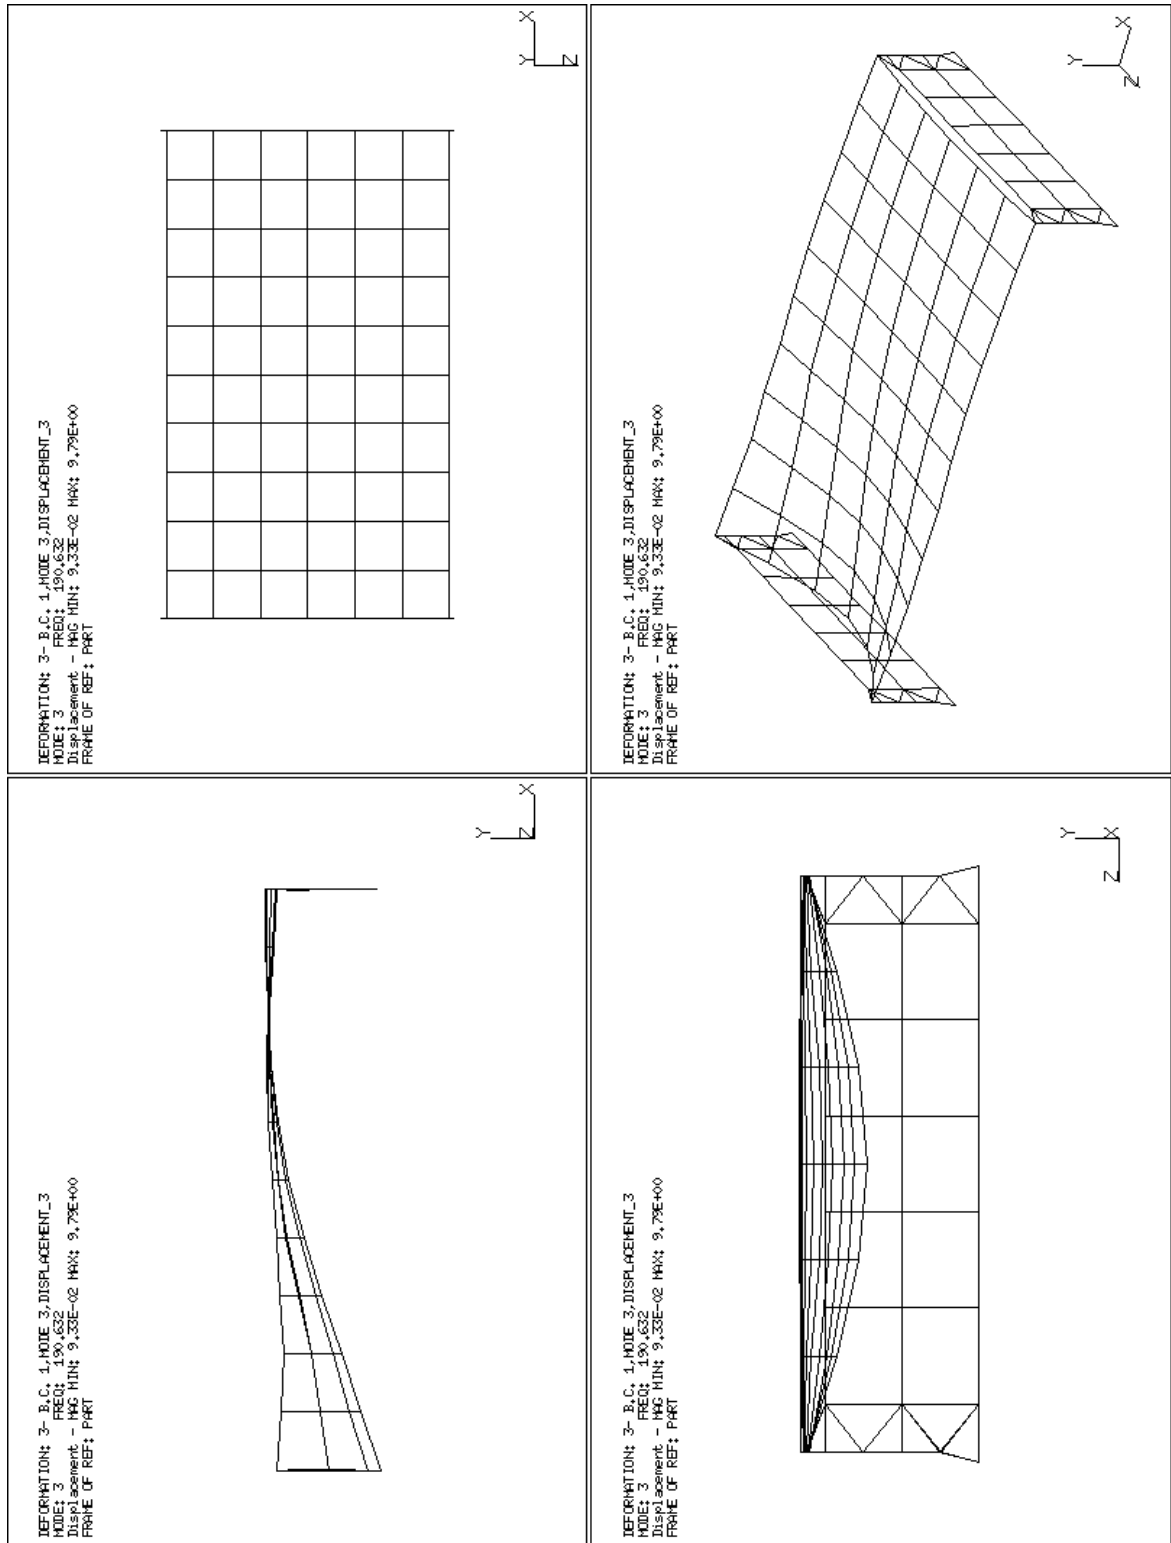 DEFORMATION: 3- B.C. 1,MODE 3,DISPLACEMENT_3
MODE: 3 FREQ: 190.632
Displacement - MAG MIN: 9.33E-02 MAX: 9.79E+00
FRAME OF REF: PART
Y X
Z
DEFORMATION: 3- B.C. 1,MODE 3,DISPLACEMENT_3
MODE: 3 FREQ: 190.632
Displacement - MAG MIN: 9.33E-02 MAX: 9.79E+00
FRAME OF REF: PART
Y
X
Z
DEFORMATION: 3- B.C. 1,MODE 3,DISPLACEMENT_3
MODE: 3 FREQ: 190.632
Displacement - MAG MIN: 9.33E-02 MAX: 9.79E+00
FRAME OF REF: PART
Y
Z X
DEFORMATION: 3- B.C. 1,MODE 3,DISPLACEMENT_3
MODE: 3 FREQ: 190.632
Displacement - MAG MIN: 9.33E-02 MAX: 9.79E+00
FRAME OF REF: PART
Y
Z X